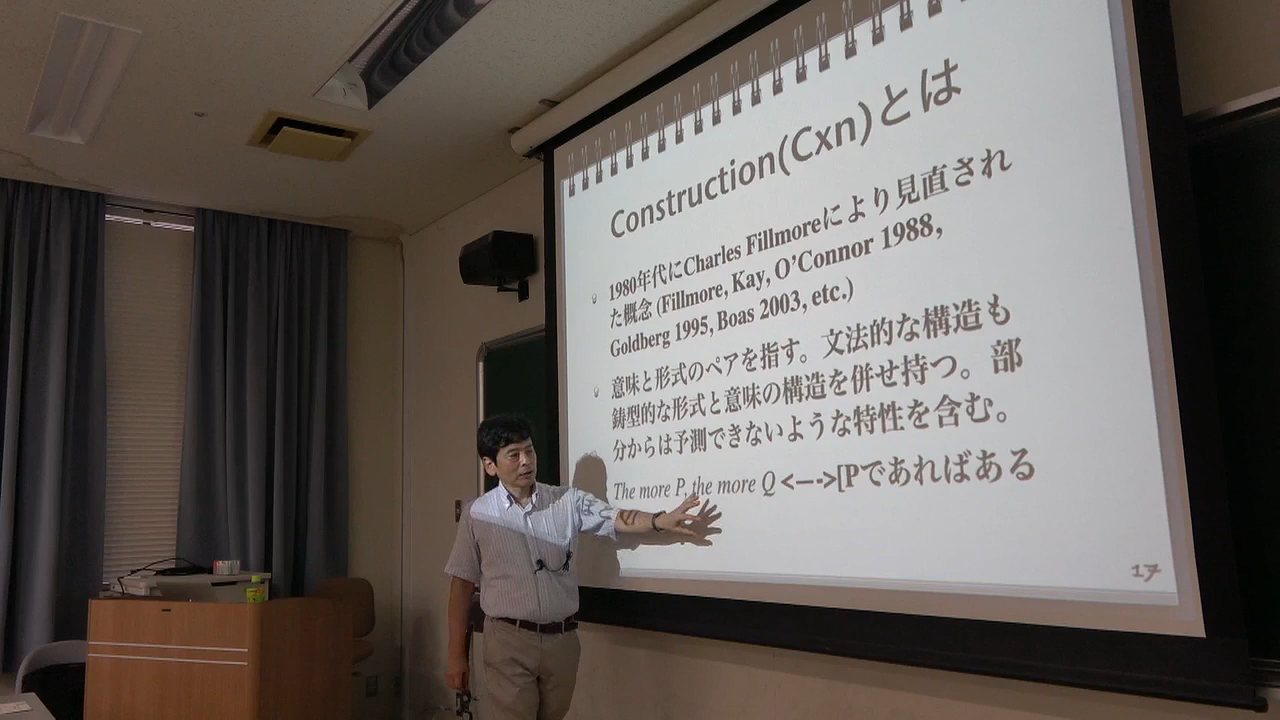 Construction(Cxn)とは
1980年代にCharles Fillmoreにより見直され
た概念 (Fillmore, Kay, O’Connor 1988,
Goldberg 1995, Boas 2003, etc.)
意味と形式のペアを指す。文法的な構造も
鋳型的な形式と意味の構造を併せ持つ。部
分からは予測できないような特性を含む。
The more P, the more Q <–->[Pであればある
17